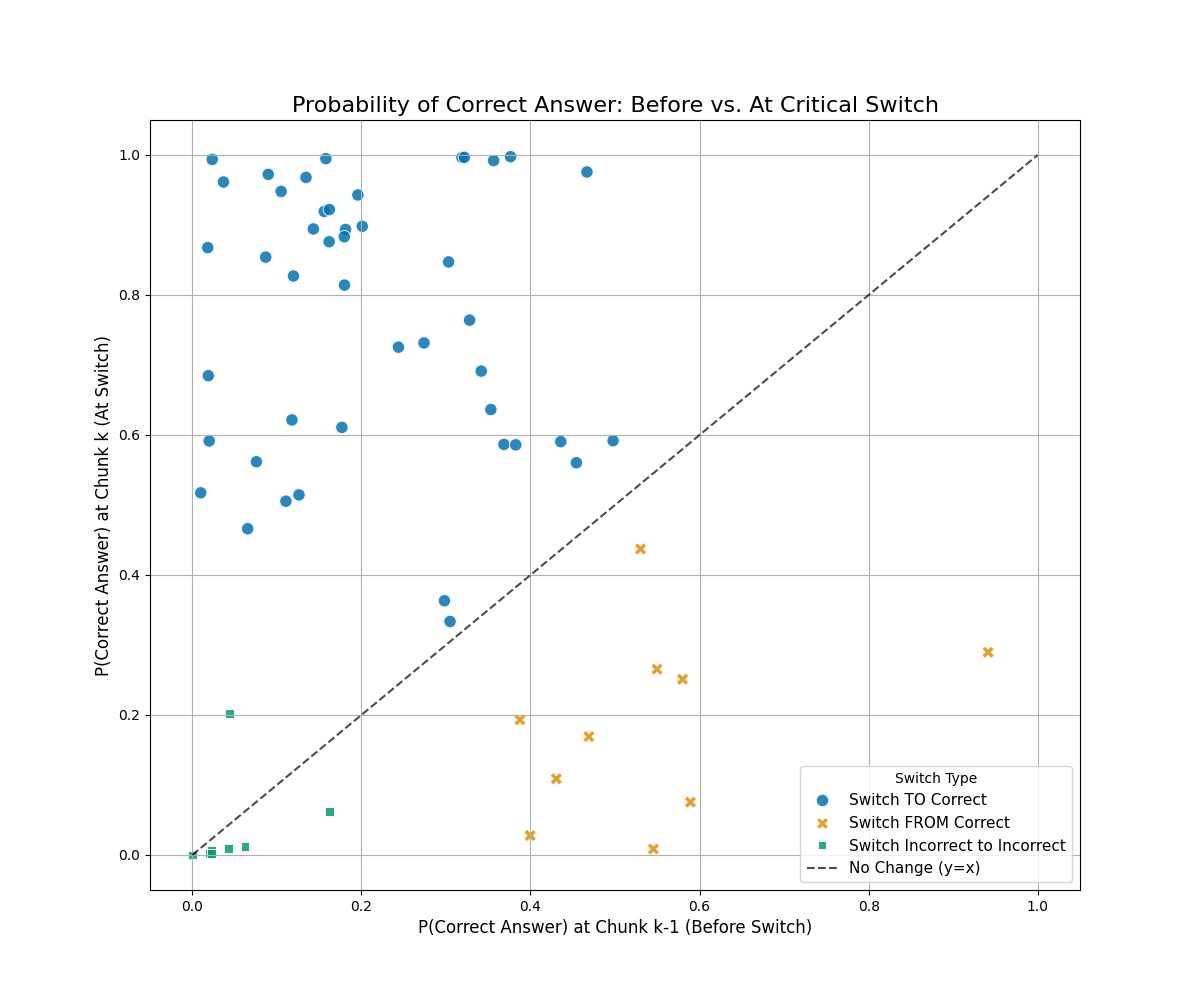 Probability of Correct Answer: Before vs. At Critical Switch
P(Correct Answer) at Chunk k (At Switch)
1.0
0.8
0.6
0.4
0.2
0.0
Switch Type
Switch TO Correct
Switch FROM Correct
Switch Incorrect to Incorrect
No Change (y=x)
0.0 0.2 0.4 0.6 0.8 1.0
P(Correct Answer) at Chunk k-1 (Before Switch)